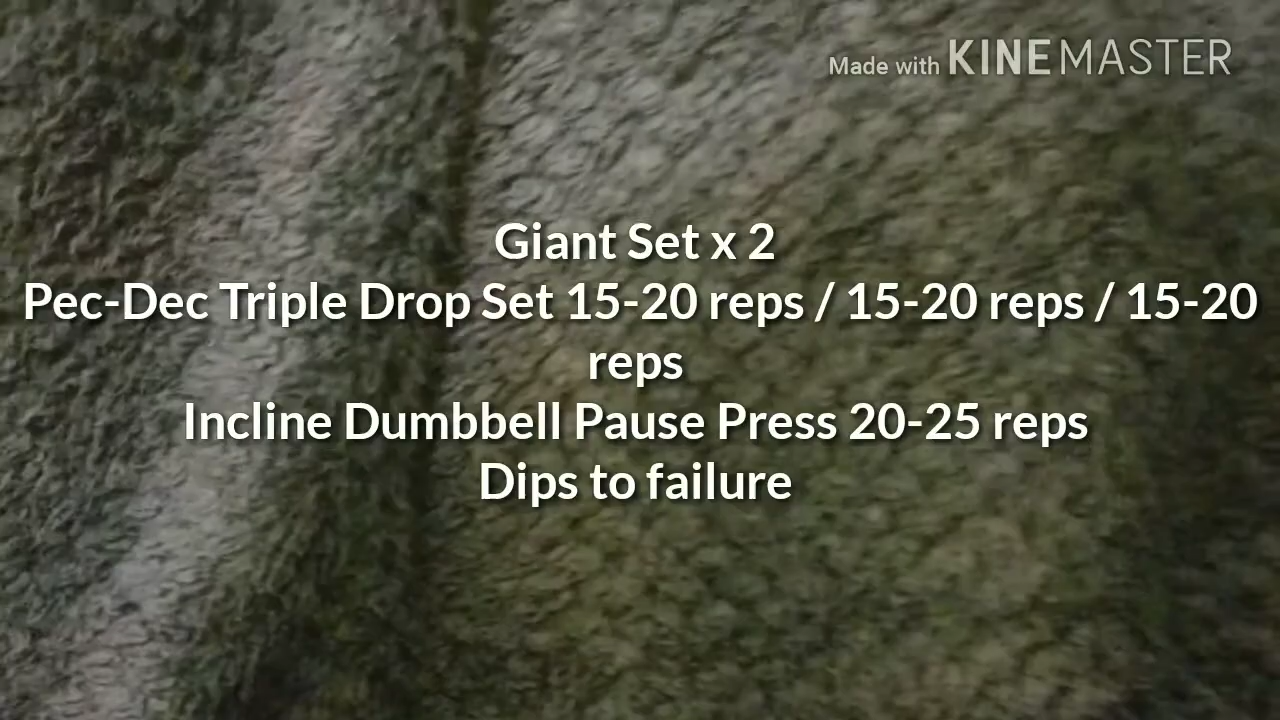 Made with KINEMASTER
Giant Set x 2
Pec-Dec Triple Drop Set 15-20 reps / 15-20 reps / 15-20
reps
Incline Dumbbell Pause Press 20-25 reps
Dips to failure